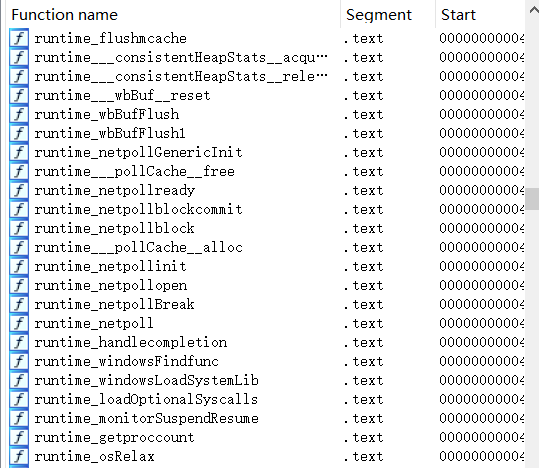 Function name Segment Start
runtime_flushmcache .text 00000000004
runtime___consistentHeapStats__acqu… .text 00000000004
runtime___consistentHeapStats__rele… .text 00000000004
runtime___wbBuf__reset .text 00000000004
runtime_wbBufFlush .text 00000000004
runtime_wbBufFlush1 .text 00000000004
runtime_netpollGenericInit .text 00000000004
runtime___pollCache__free .text 00000000004
runtime_netpollready .text 00000000004
runtime_netpollblockcommit .text 00000000004
runtime_netpollblock .text 00000000004
runtime___pollCache__alloc .text 00000000004
runtime_netpollinit .text 00000000004
runtime_netpollopen .text 00000000004
runtime_netpollBreak .text 00000000004
runtime_netpoll .text 00000000004
runtime_handlecompletion .text 00000000004
runtime_windowsFindfunc .text 00000000004
runtime_windowsLoadSystemLib .text 00000000004
runtime_loadOptionalSyscalls .text 00000000004
runtime_monitorSuspendResume .text 00000000004
runtime_getproccount .text 00000000004
runtime_osRelax .text 00000000004